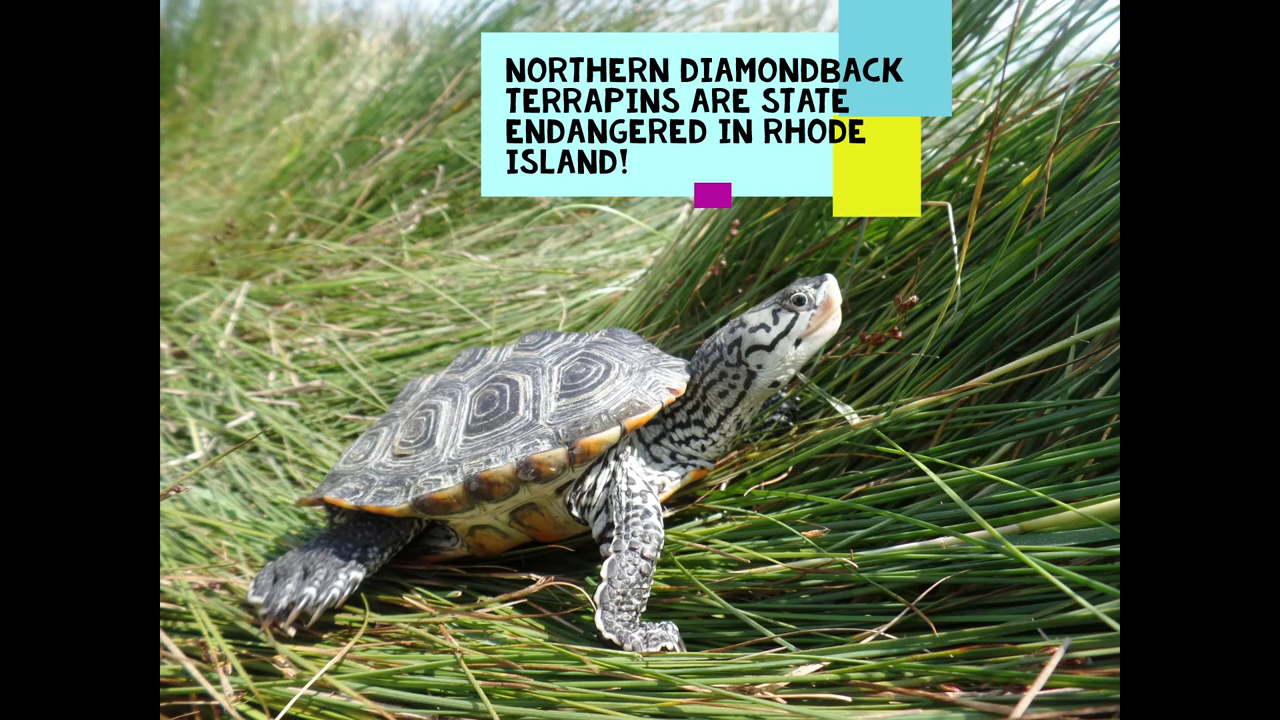 NORTHERN DIAMONDBACK
TERRAPINS ARE STATE
ENDANGERED IN RHODE
ISLAND!